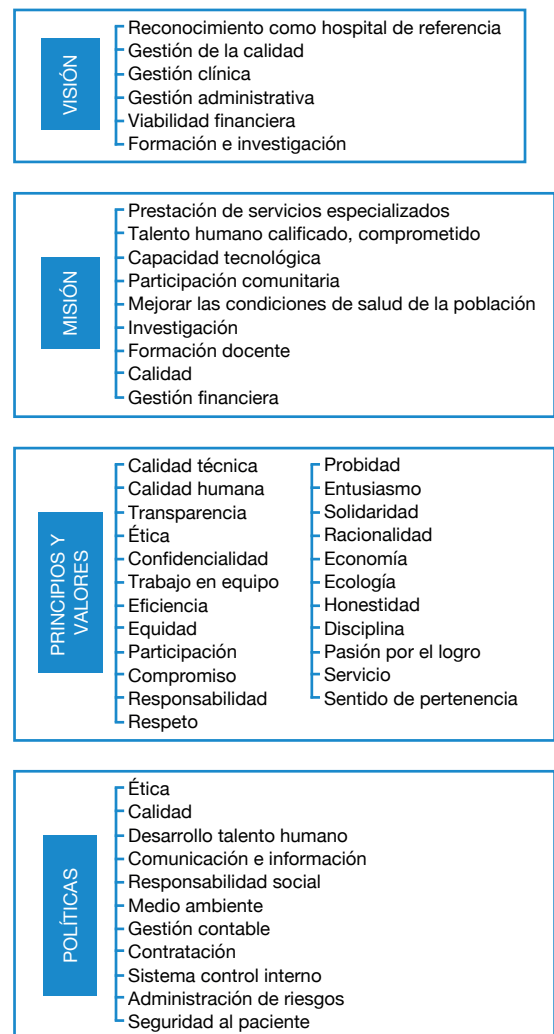 VISIÓN
Reconocimiento como hospital de referencia
Gestión de la calidad
Gestión clínica
Gestión administrativa
Viabilidad financiera
Formación e investigación
MISIÓN
Prestación de servicios especializados
Talento humano calificado, comprometido
Capacidad tecnológica
Participación comunitaria
Mejorar las condiciones de salud de la población
Investigación
Formación docente
Calidad
Gestión financiera
PRINCIPIOS Y
VALORES
Calidad técnica
Calidad humana
Transparencia
Ética
Confidencialidad
Trabajo en equipo
Eficiencia
Equidad
Participación
Compromiso
Responsabilidad
Respeto
Probidad
Entusiasmo
Solidaridad
Racionalidad
Economía
Ecología
Honestidad
Disciplina
Pasión por el logro
Servicio
Sentido de pertenencia
POLÍTICAS
Ética
Calidad
Desarrollo talento humano
Comunicación e información
Responsabilidad social
Medio ambiente
Gestión contable
Contratación
Sistema control interno
Administración de riesgos
Seguridad al paciente